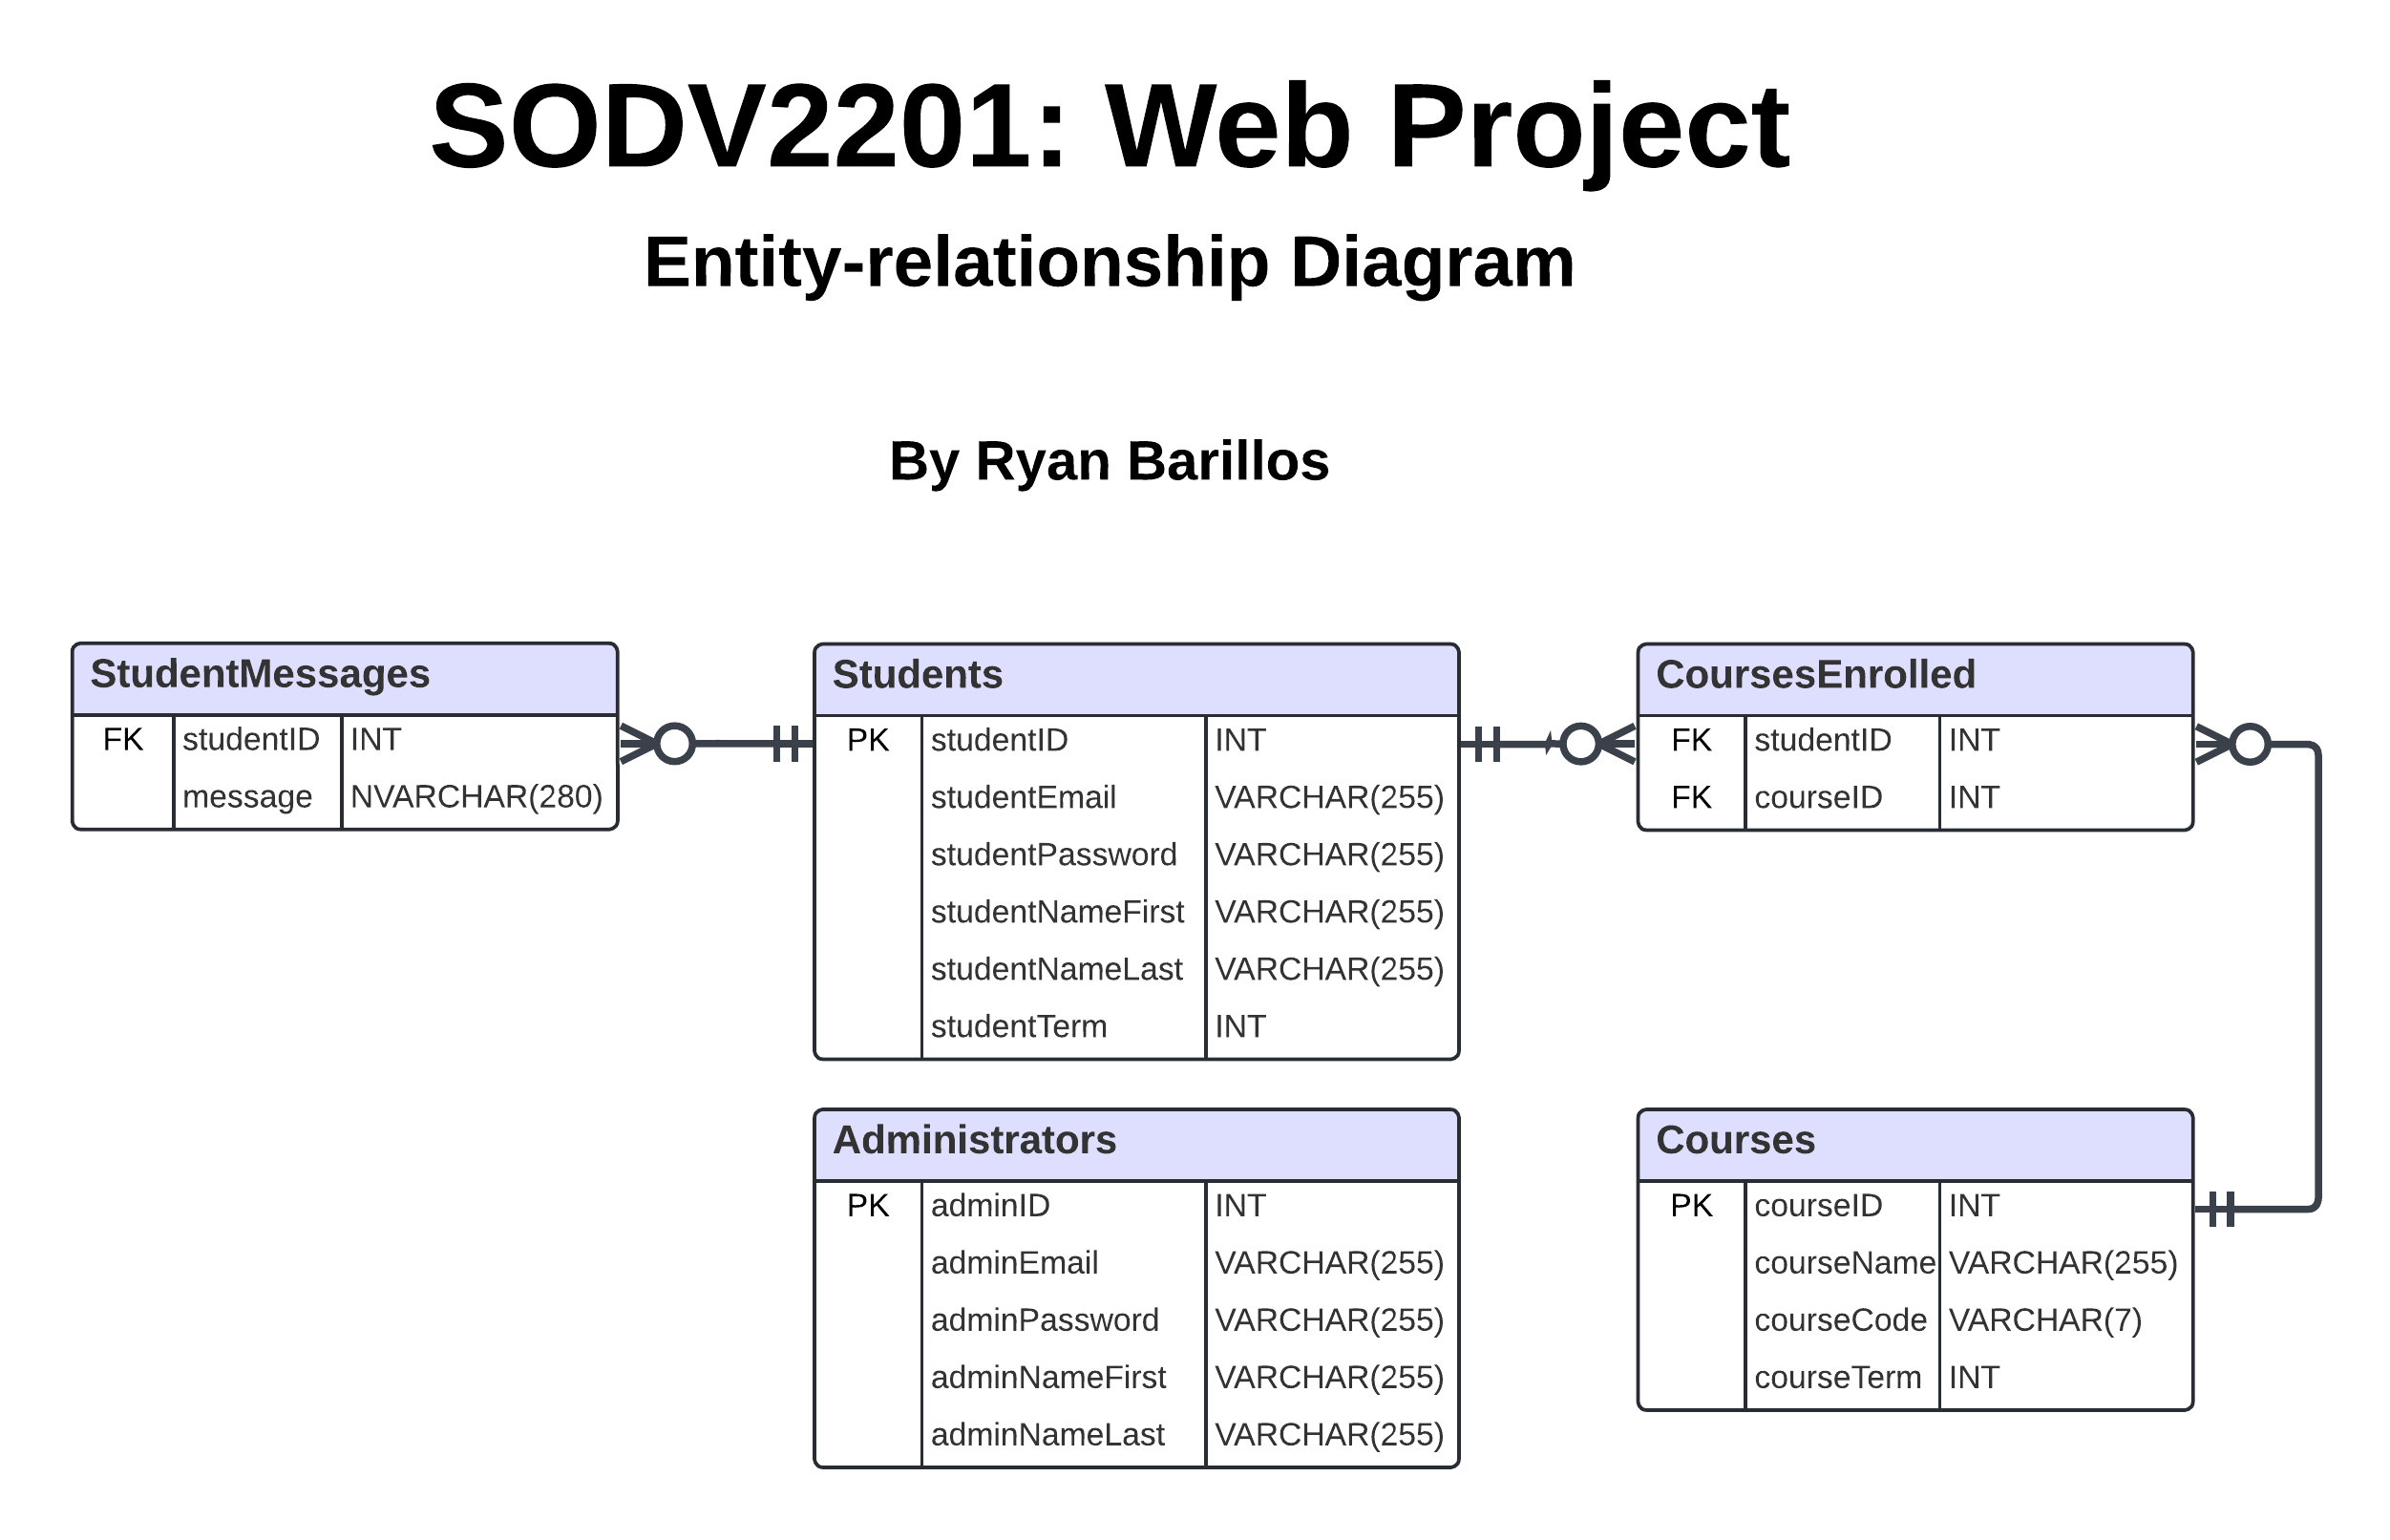 SODV2201: Web Project
Entity-relationship Diagram
By Ryan Barillos
StudentMessages
FK studentID INT
message NVARCHAR(280)
Students
PK studentID INT
studentEmail VARCHAR(255)
studentPassword VARCHAR(255)
studentNameFirst VARCHAR(255)
studentNameLast VARCHAR(255)
studentTerm INT
CoursesEnrolled
FK studentID INT
FK courseID INT
Administrators
PK adminID INT
adminEmail VARCHAR(255)
adminPassword VARCHAR(255)
adminNameFirst VARCHAR(255)
adminNameLast VARCHAR(255)
Courses
PK courseID INT
courseName VARCHAR(255)
courseCode VARCHAR(7)
courseTerm INT